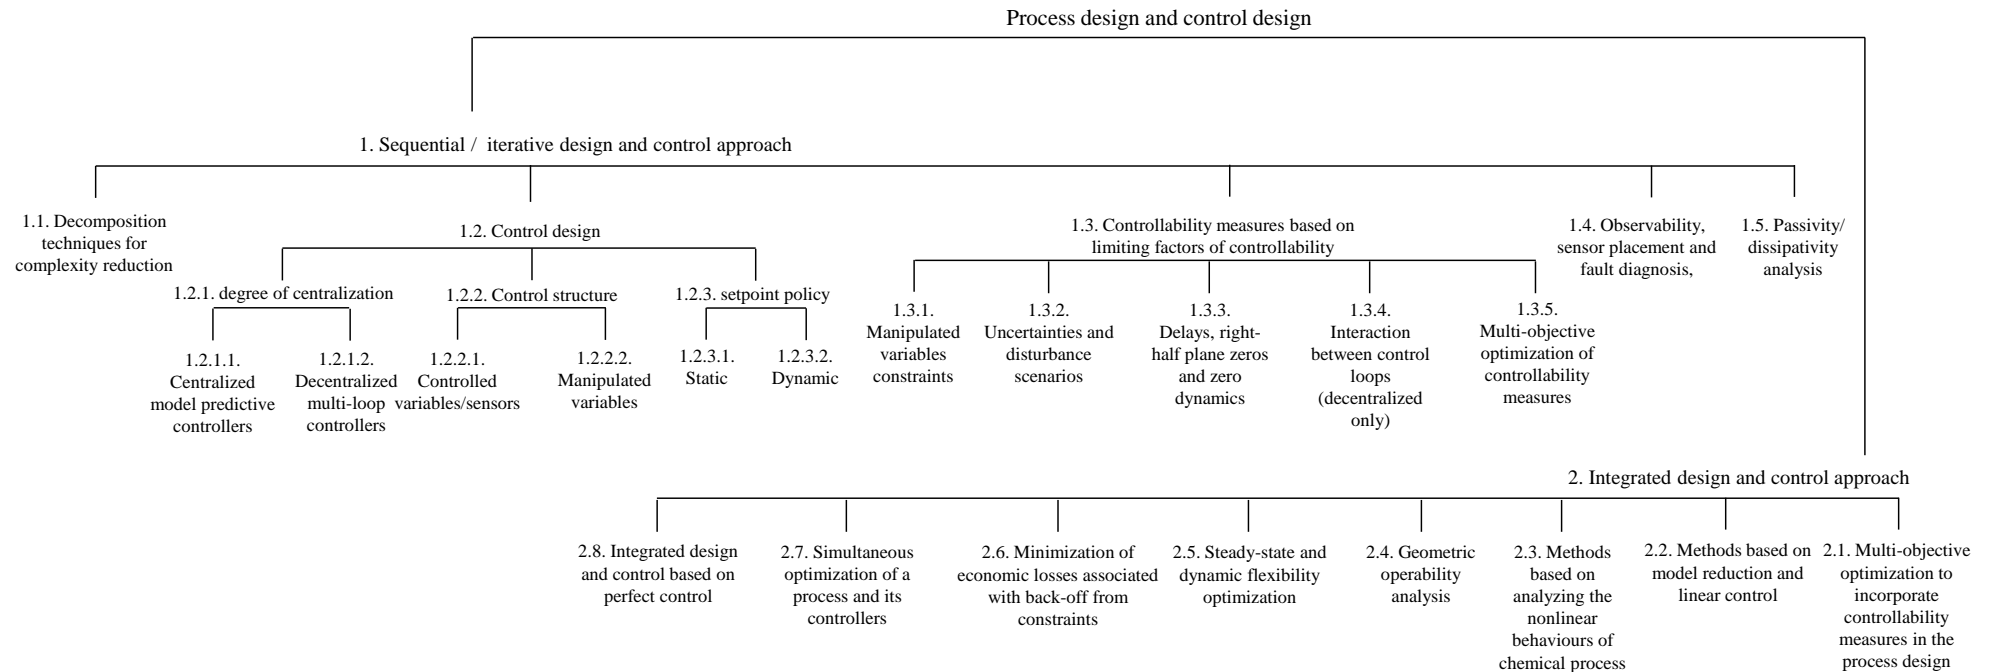 Process design and control design
1. Sequential / iterative design and control approach
1.1. Decomposition
techniques for
complexity reduction
1.2. Control design
1.2.1. degree of centralization
1.2.1.1.
Centralized
model predictive
controllers
1.2.1.2.
Decentralized
multi-loop
controllers
1.2.2. Control structure
1.2.2.1.
Controlled
variables/sensors
1.2.2.2.
Manipulated
variables
1.2.3. setpoint policy
1.2.3.1.
Static
1.2.3.2.
Dynamic
1.3. Controllability measures based on
limiting factors of controllability
1.3.1.
Manipulated
variables
constraints
1.3.2.
Uncertainties and
disturbance
scenarios
1.3.3.
Delays, right-
half plane zeros
and zero
dynamics
1.3.4.
Interaction
between control
loops
(decentralized
only)
1.3.5.
Multi-objective
optimization of
controllability
measures
1.4. Observability,
sensor placement and
fault diagnosis,
1.5. Passivity/
dissipativity
analysis
2. Integrated design and control approach
2.8. Integrated design
and control based on
perfect control
2.7. Simultaneous
optimization of a
process and its
controllers
2.6. Minimization of
economic losses associated
with back-off from
constraints
2.5. Steady-state and
dynamic flexibility
optimization
2.4. Geometric
operability
analysis
2.3. Methods
based on
analyzing the
nonlinear
behaviours of
chemical process
2.2. Methods based on
model reduction and
linear control
2.1. Multi-objective
optimization to
incorporate
controllability
measures in the
process design